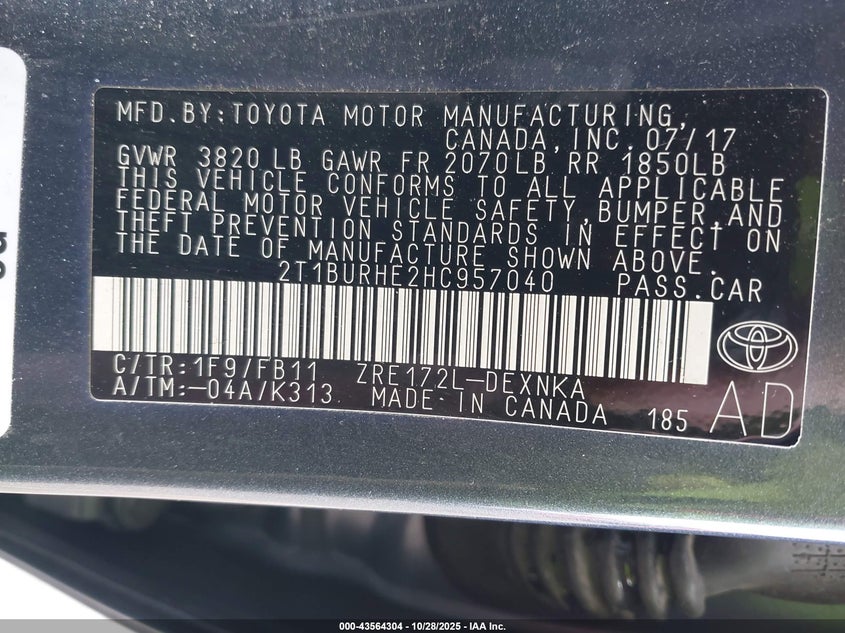 MFD.BY:TOYOTA MOTOR MANUFACTURING,
CANADA,INC. 07/17
GVWR 3820 LB GAWR FR 2070LB RR 1850LB
THIS VEHICLE CONFORMS TO ALL APPLICABLE
FEDERAL MOTOR VEHICLE SAFETY,BUMPER,AND
THEFT PREVENTION STANDARDS IN EFFECT ON
THE DATE OF MANUFACTURE SHOWN ABOVE.
2T1BURHE2HC957040 PASS.CAR
C/TR:1F9/FB11 ZRE172L-DEXNKA
A/TM:-04A/K313 MADE IN CANADA 185 AD
000-43564304 | 10/28/2025 - IAA Inc.